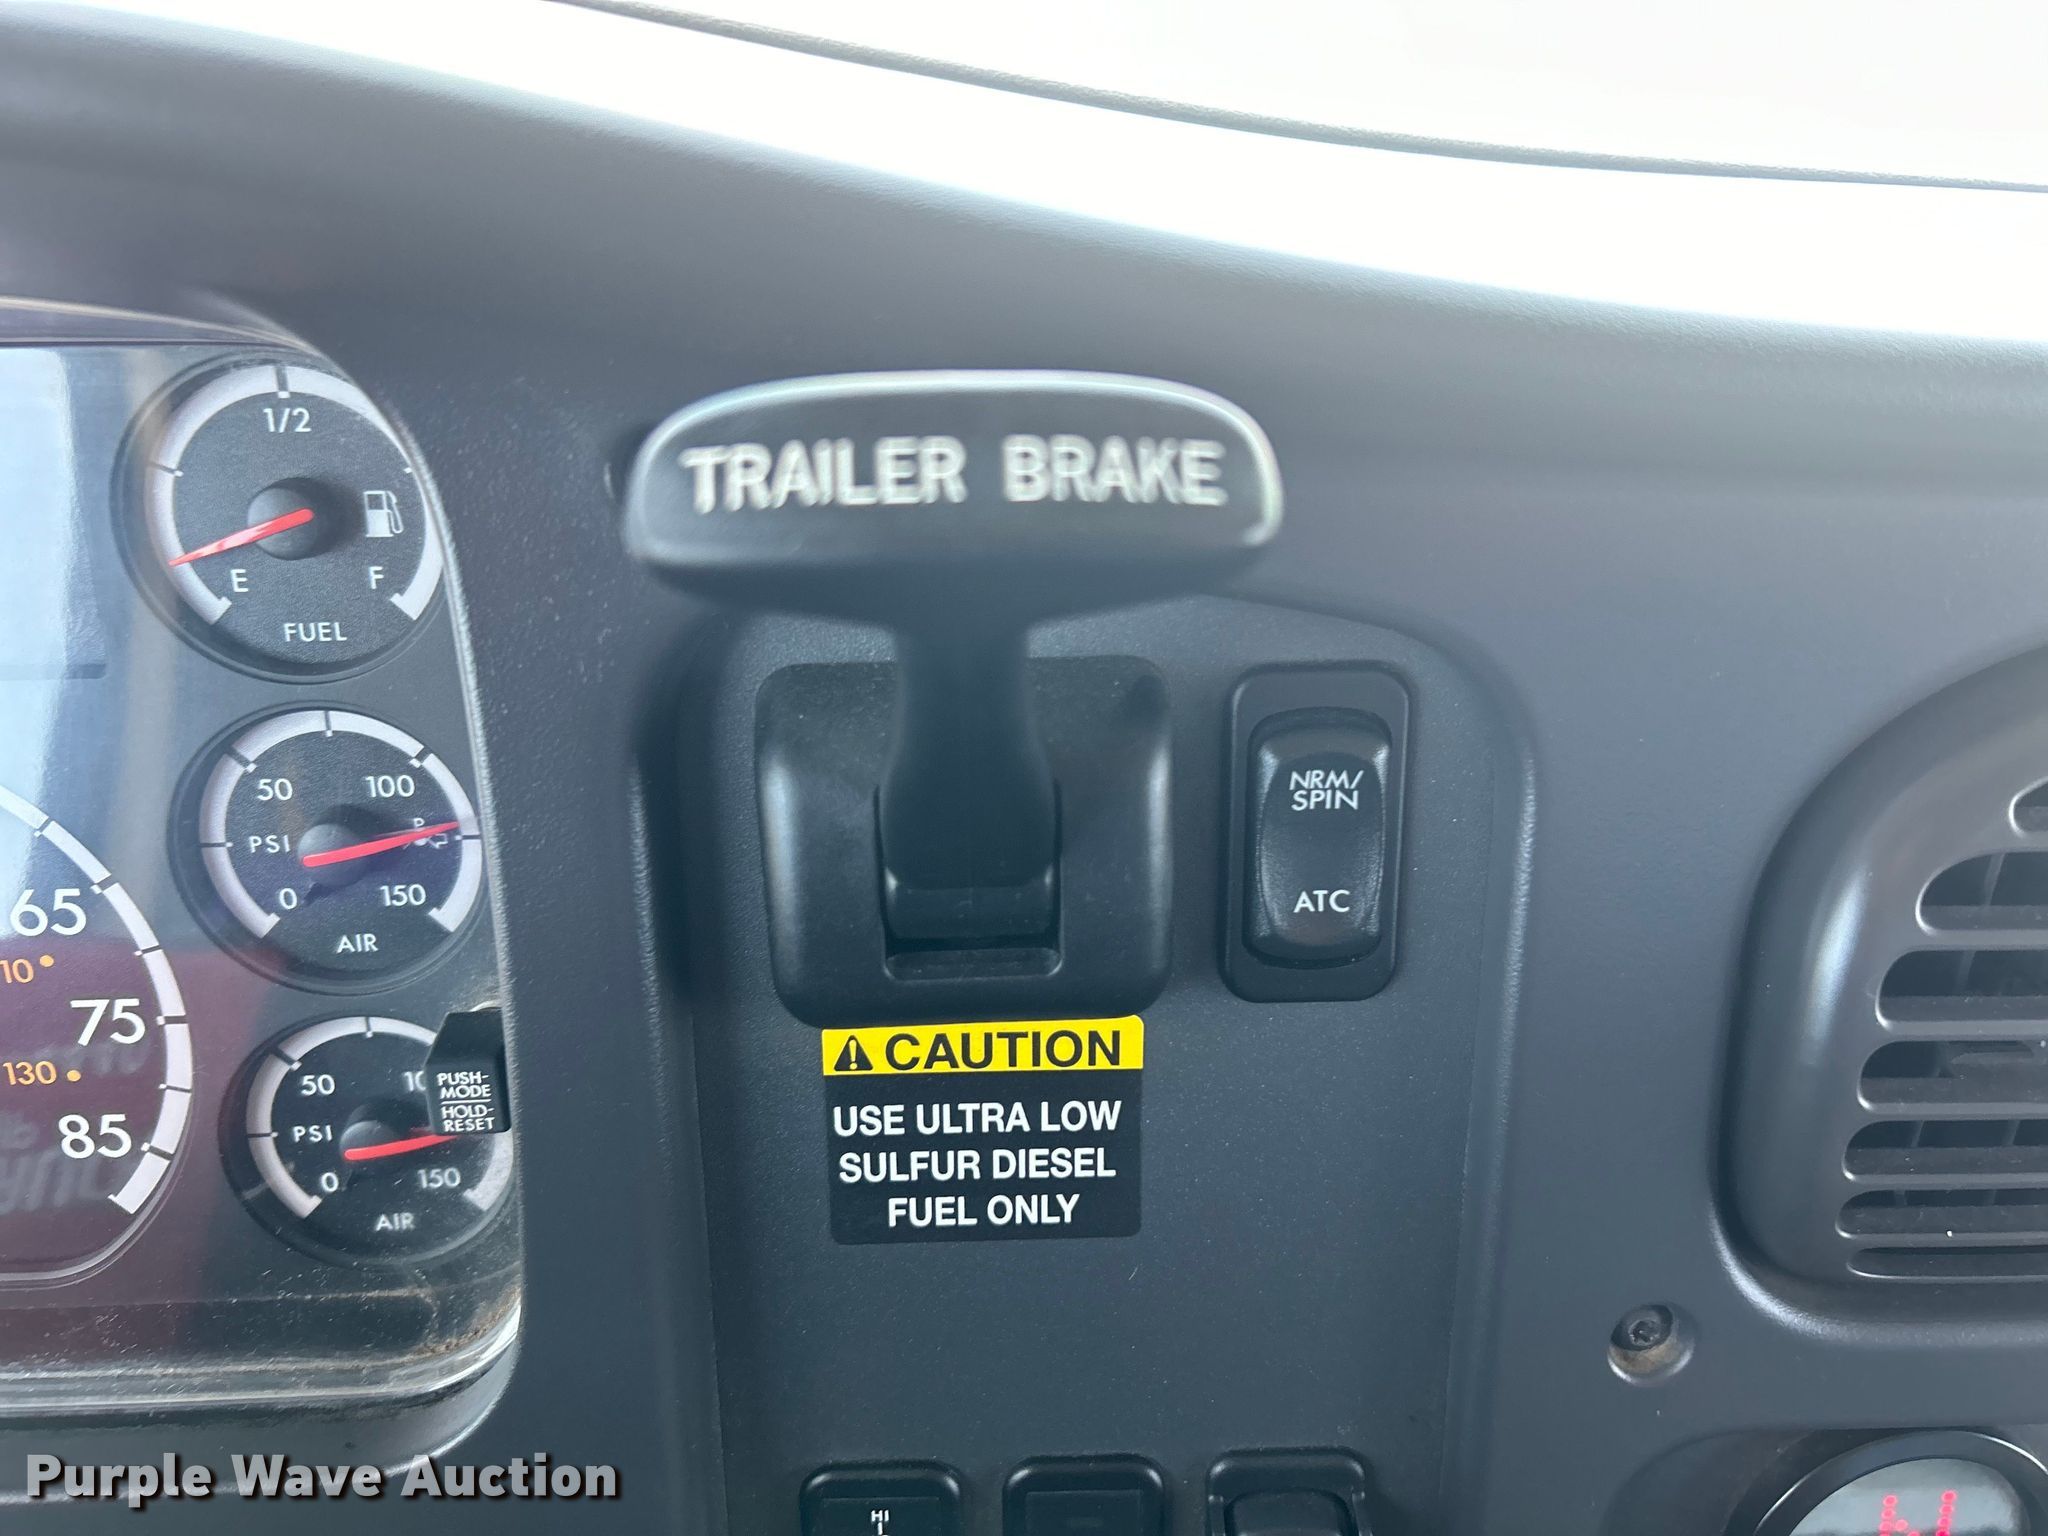 1/2
E
F
FUEL
TRAILER BRAKE
50
100
PSI
P
0
150
AIR
NRM/
SPIN
ATC
65
10
75
130
85
50
PSI
0
150
AIR
PUSH-
MODE
HOLD-
RESET
CAUTION
USE ULTRA LOW
SULFUR DIESEL
FUEL ONLY
HI
Purple Wave Auction